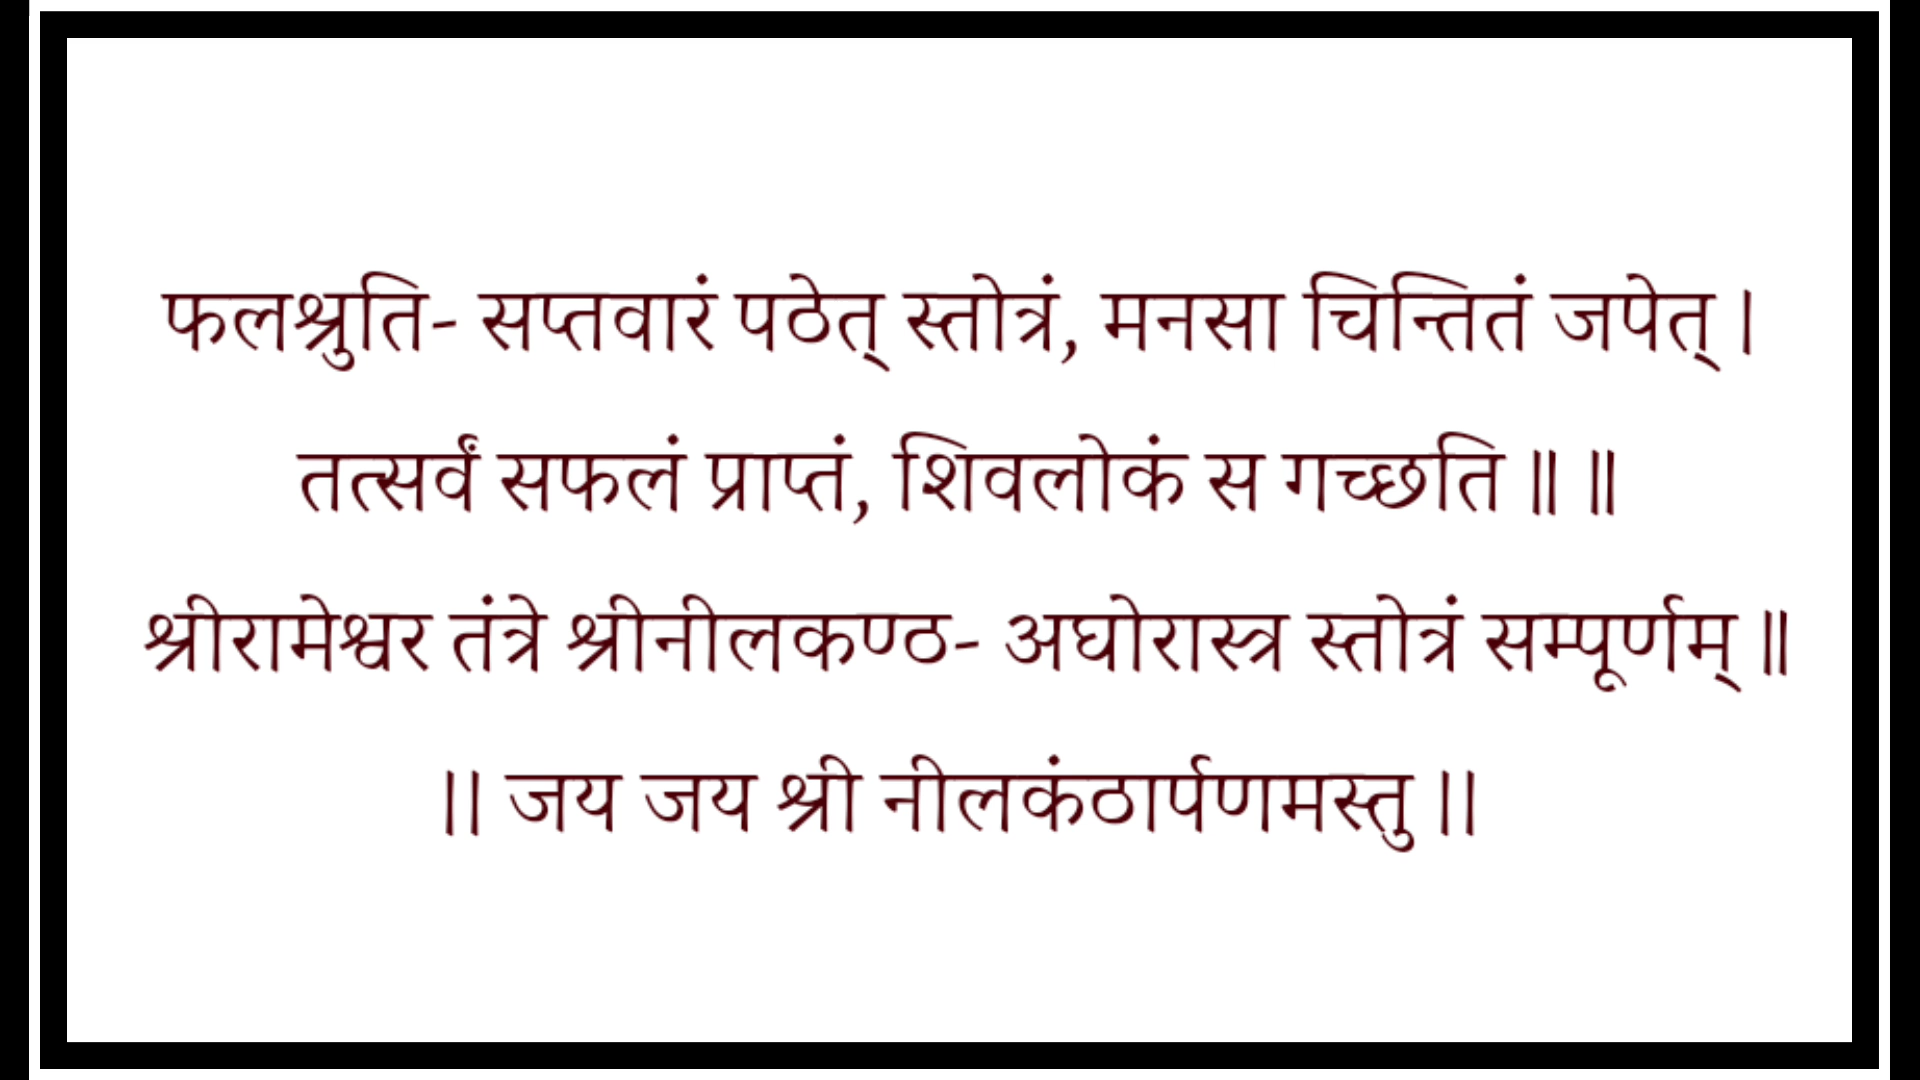 फलश्रुति- सप्तवारं पठेत् स्तोत्रं, मनसा चिन्तितं जपेत् ।
तत्सर्वं सफलं प्राप्तं, शिवलोकं स गच्छति ॥ ॥
श्रीरामेश्वर तंत्रे श्रीनीलकण्ठ- अघोरास्त्र स्तोत्रं सम्पूर्णम् ॥
।। जय जय श्री नीलकंठार्पणमस्तु ।।